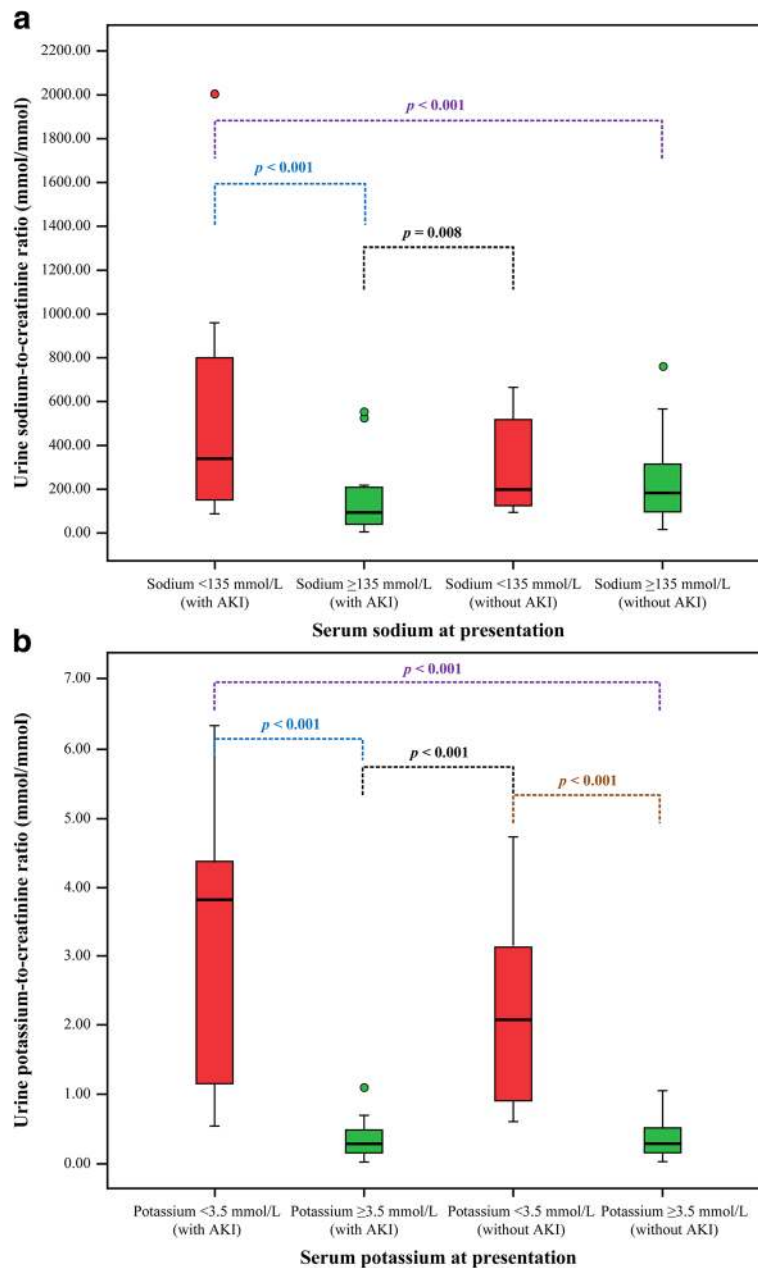 a
2200.00
2000.00
1800.00
1600.00
1400.00
1200.00
1000.00
800.00
600.00
400.00
200.00
0.00
Urine sodium-to-creatinine ratio (mmol/mmol)
p < 0.001
p < 0.001
p = 0.008
Sodium <135 mmol/L
(with AKI)
Sodium ≥135 mmol/L
(with AKI)
Sodium <135 mmol/L
(without AKI)
Sodium ≥135 mmol/L
(without AKI)
Serum sodium at presentation
b
7.00
6.00
5.00
4.00
3.00
2.00
1.00
0.00
Urine potassium-to-creatinine ratio (mmol/mmol)
p < 0.001
p < 0.001
p < 0.001
p < 0.001
Potassium <3.5 mmol/L
(with AKI)
Potassium ≥3.5 mmol/L
(with AKI)
Potassium <3.5 mmol/L
(without AKI)
Potassium ≥3.5 mmol/L
(without AKI)
Serum potassium at presentation